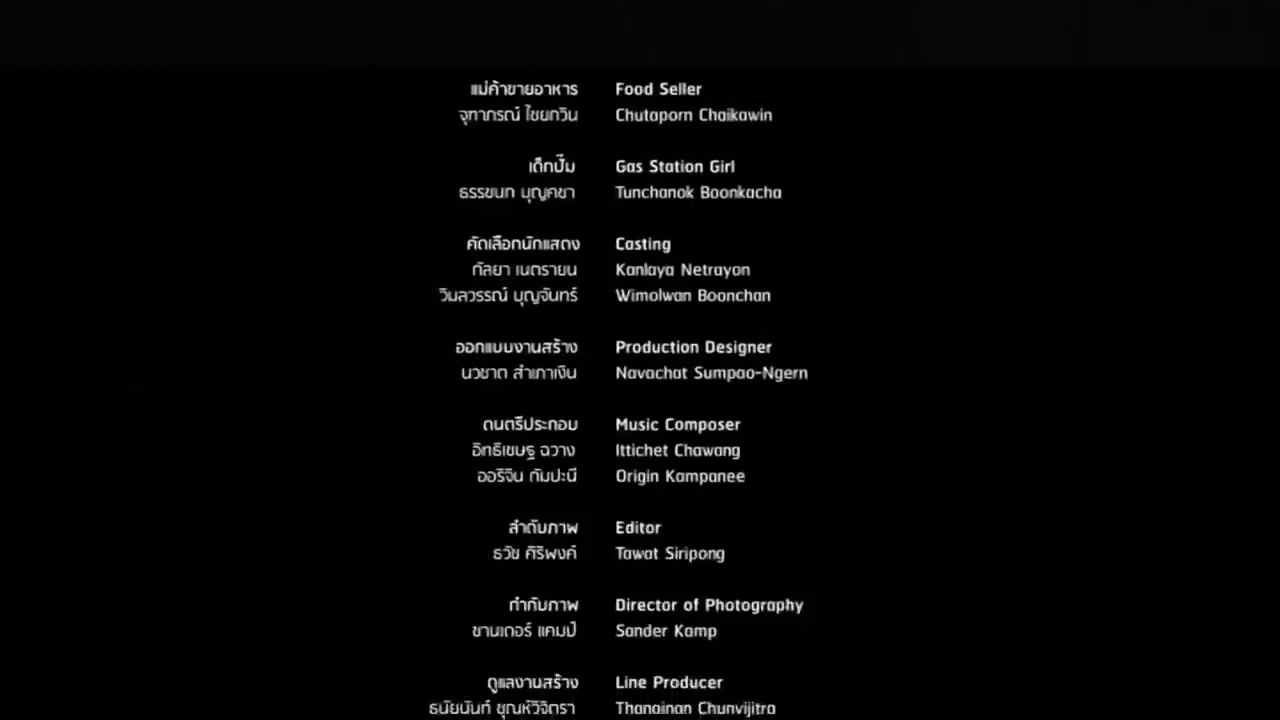 แม่ค้าขายอาหาร Food Seller
จุฑาภรณ์ ไชยกวิน Chutaporn Chaikawin
เด็กปั๊ม Gas Station Girl
ธรรชนก บุญคชา Tunchanok Boonkacha
คัดเลือกนักแสดง Casting
กัลยา เนตรายน Kanlaya Netrayon
วิมลวรรณ์ บุญจันทร์ Wimolwan Boonchan
ออกแบบงานสร้าง Production Designer
นวชาต สำเภาเงิน Navachat Sumpao-Ngern
ดนตรีประกอบ Music Composer
อิทธิเชษฐ ฉวาง Ittichet Chawang
ออริจิน กัมปะนี Origin Kampanee
ลำดับภาพ Editor
ธวัช ศิริพงค์ Tawat Siripong
กำกับภาพ Director of Photography
ซานเดอร์ แคมป์ Sander Kamp
ดูแลงานสร้าง Line Producer
ธนัยนันท์ ชุณห์วิจิตรา Thanainan Chunvijitra